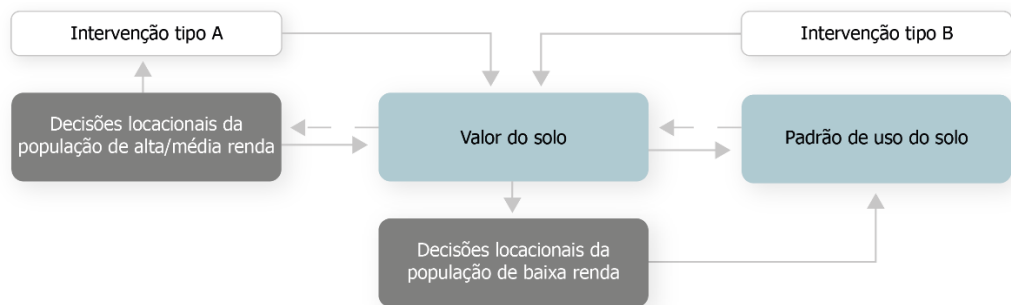 Intervenção tipo A
Intervenção tipo B
Decisões locacionais da
população de alta/média renda
Valor do solo
Padrão de uso do solo
Decisões locacionais da
população de baixa renda